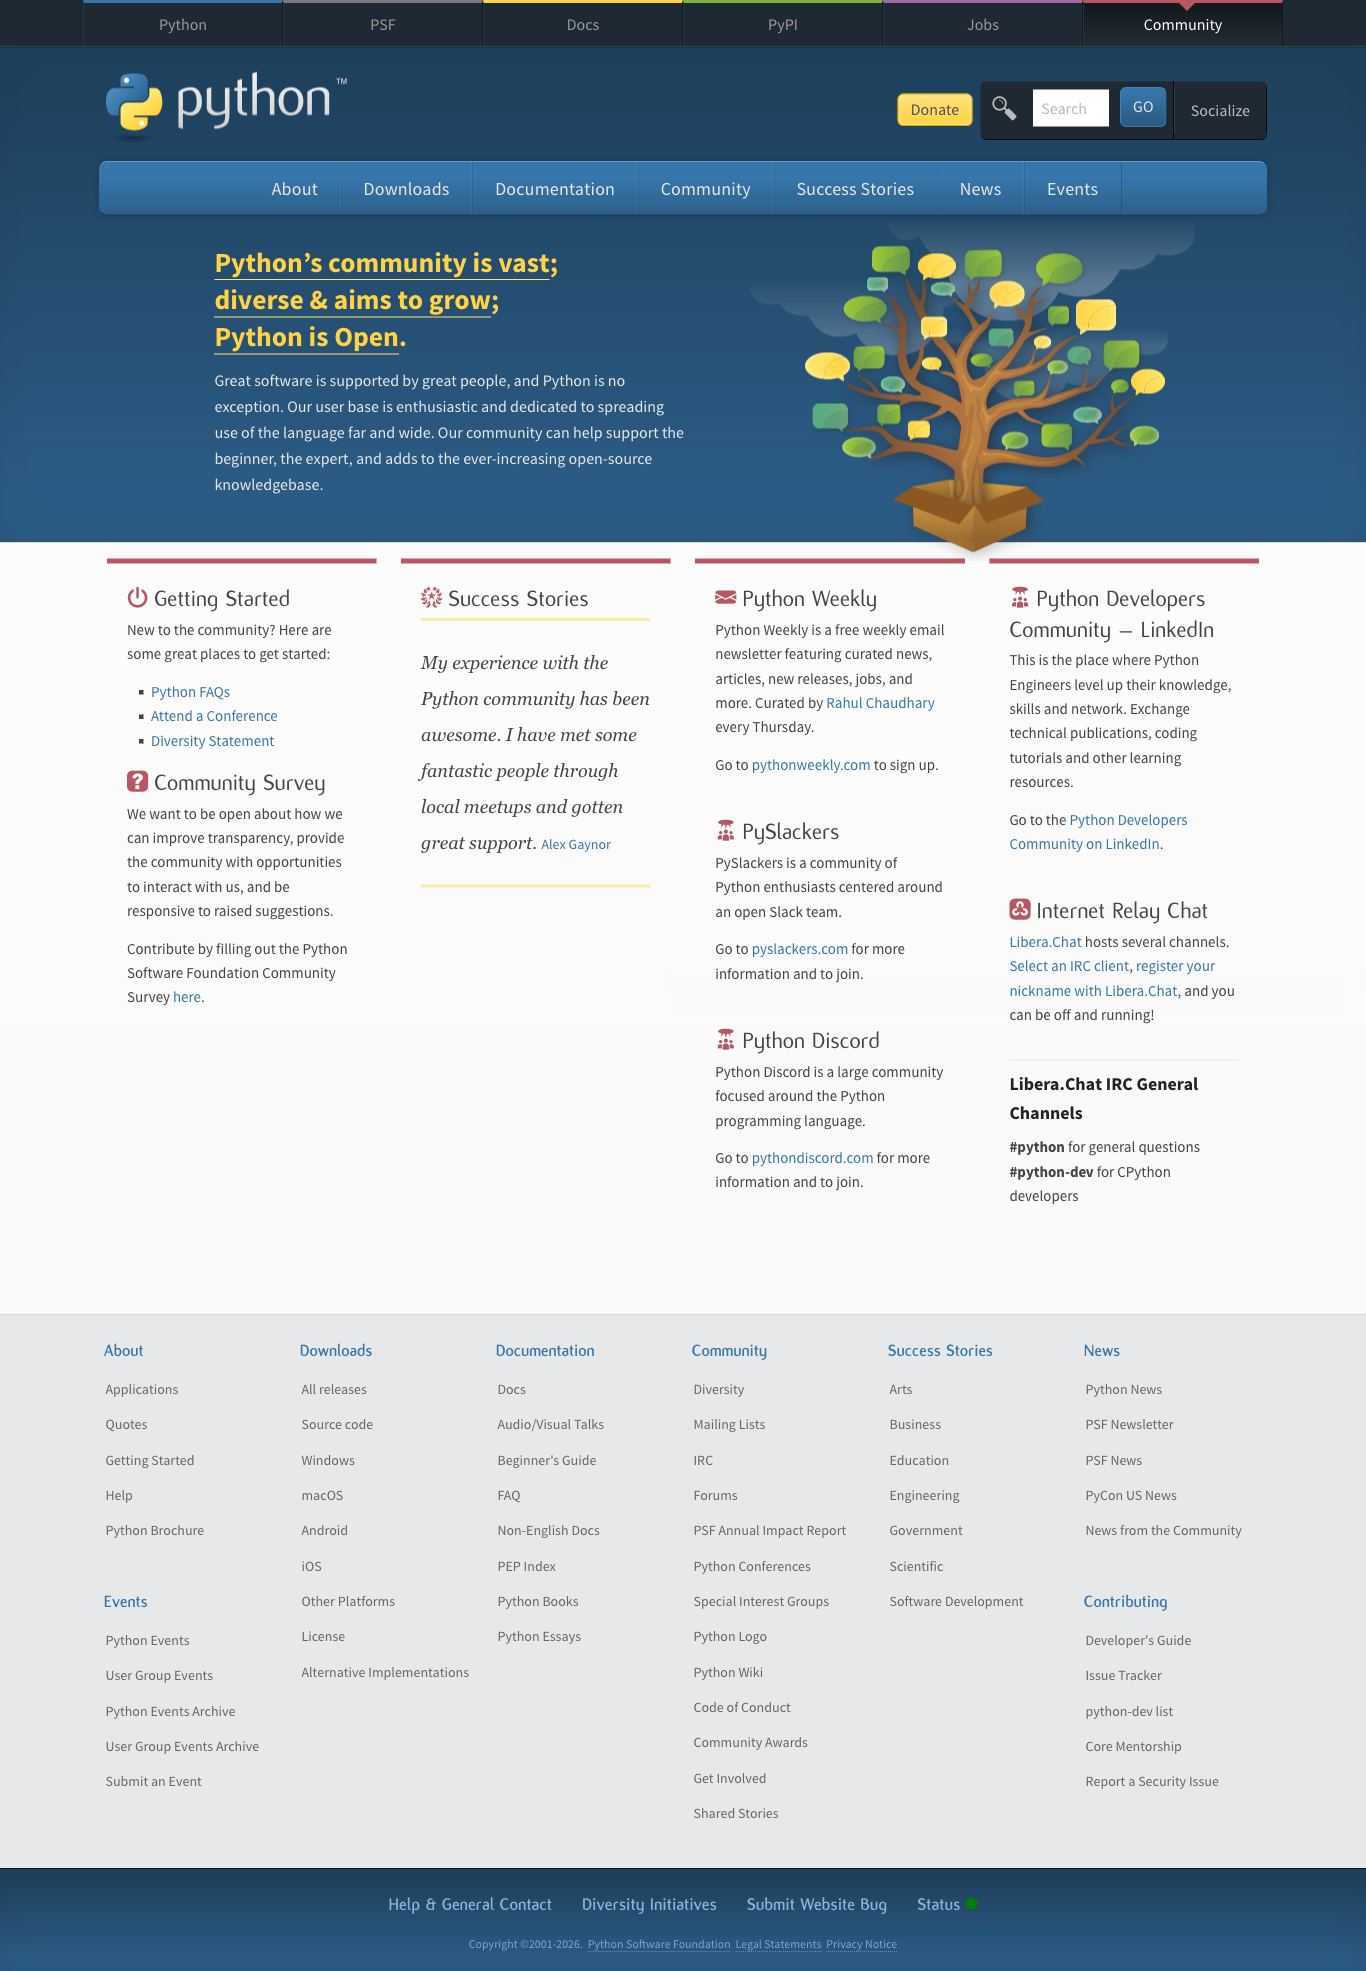 Python
PSF
Docs
PyPI
Jobs
Community
python™
Donate
Search
GO
Socialize
About
Downloads
Documentation
Community
Success Stories
News
Events
Python’s community is vast;
diverse & aims to grow;
Python is Open.
Great software is supported by great people, and Python is no
exception. Our user base is enthusiastic and dedicated to spreading
use of the language far and wide. Our community can help support the
beginner, the expert, and adds to the ever-increasing open-source
knowledgebase.
Getting Started
New to the community? Here are
some great places to get started:
Python FAQs
Attend a Conference
Diversity Statement
Community Survey
We want to be open about how we
can improve transparency, provide
the community with opportunities
to interact with us, and be
responsive to raised suggestions.
Contribute by filling out the Python
Software Foundation Community
Survey here.
Success Stories
My experience with the
Python community has been
awesome. I have met some
fantastic people through
local meetups and gotten
great support. Alex Gaynor
Python Weekly
Python Weekly is a free weekly email
newsletter featuring curated news,
articles, new releases, jobs, and
more. Curated by Rahul Chaudhary
every Thursday.
Go to pythonweekly.com to sign up.
PySlackers
PySlackers is a community of
Python enthusiasts centered around
an open Slack team.
Go to pyslackers.com for more
information and to join.
Python Discord
Python Discord is a large community
focused around the Python
programming language.
Go to pythondiscord.com for more
information and to join.
Python Developers
Community – LinkedIn
This is the place where Python
Engineers level up their knowledge,
skills and network. Exchange
technical publications, coding
tutorials and other learning
resources.
Go to the Python Developers
Community on LinkedIn.
Internet Relay Chat
Libera.Chat hosts several channels.
Select an IRC client, register your
nickname with Libera.Chat, and you
can be off and running!
Libera.Chat IRC General
Channels
#python for general questions
#python-dev for CPython
developers
About
Applications
Quotes
Getting Started
Help
Python Brochure
Downloads
All releases
Source code
Windows
macOS
Android
iOS
Other Platforms
License
Alternative Implementations
Documentation
Docs
Audio/Visual Talks
Beginner's Guide
FAQ
Non-English Docs
PEP Index
Python Books
Python Essays
Community
Diversity
Mailing Lists
IRC
Forums
PSF Annual Impact Report
Python Conferences
Special Interest Groups
Python Logo
Python Wiki
Code of Conduct
Community Awards
Get Involved
Shared Stories
Success Stories
Arts
Business
Education
Engineering
Government
Scientific
Software Development
News
Python News
PSF Newsletter
PSF News
PyCon US News
News from the Community
Events
Python Events
User Group Events
Python Events Archive
User Group Events Archive
Submit an Event
Contributing
Developer's Guide
Issue Tracker
python-dev list
Core Mentorship
Report a Security Issue
Help & General Contact
Diversity Initiatives
Submit Website Bug
Status
Copyright ©2001-2026. Python Software Foundation Legal Statements Privacy Notice